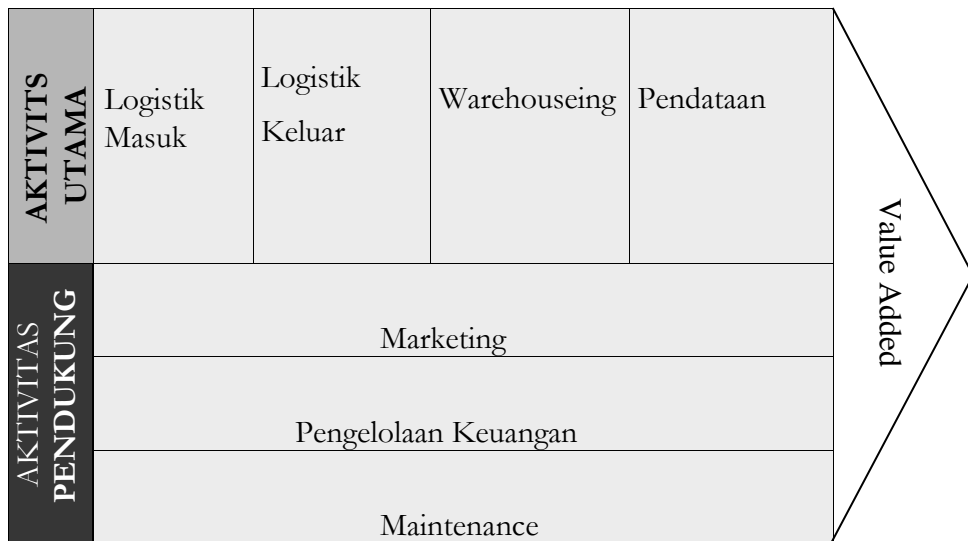 AKTIVITS
UTAMA
Logistik
Masuk
Logistik
Keluar
Warehouseing
Pendataan
AKTIVITAS
PENDUKUNG
Marketing
Pengelolaan Keuangan
Maintenance
Value Added